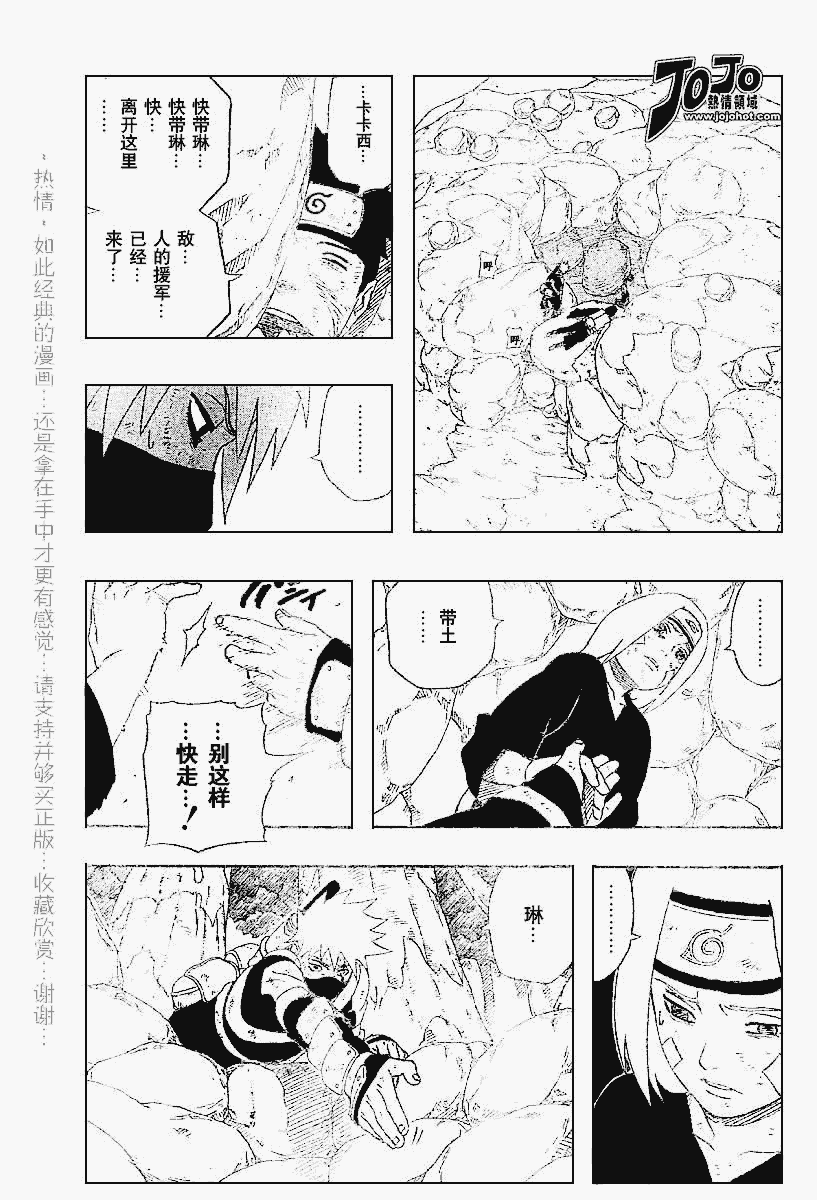 JOJO
熱情領域
www.jojohot.com
呼
呼
…卡卡西…
快带琳…
快带琳…
快…
离开这里
……
敌…
人的援军…
已经…
来了…
………
………
带土
……
バシィ
…别这样
…快走…!
………
琳
…
~热情~如此经典的漫画…还是拿在手中才更有感觉…请支持并够买正版…收藏欣赏…谢谢…